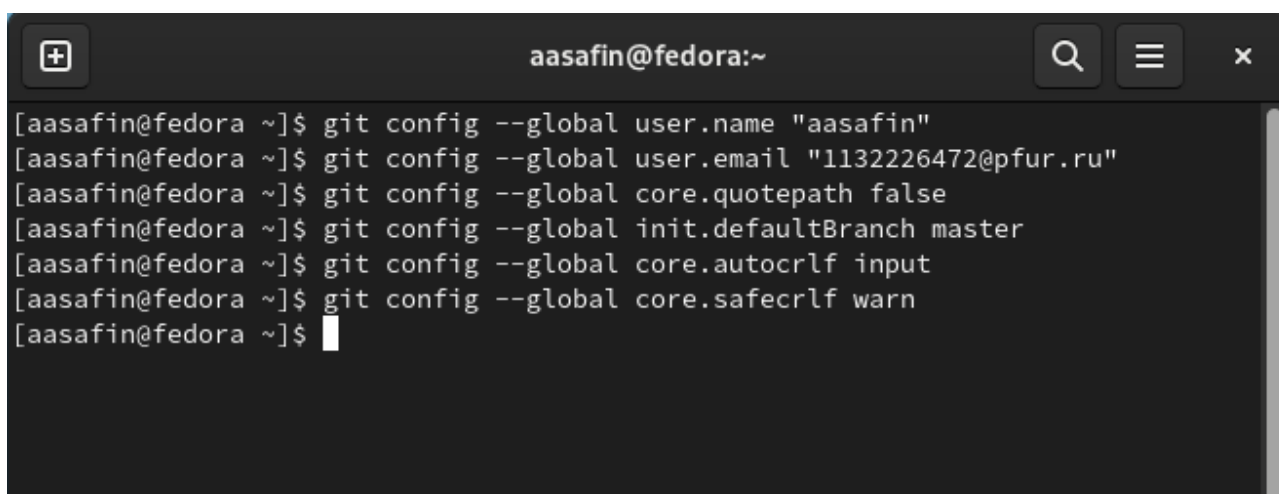 aasafin@fedora:~
[aasafin@fedora ~]$ git config --global user.name "aasafin"
[aasafin@fedora ~]$ git config --global user.email "1132226472@pfur.ru"
[aasafin@fedora ~]$ git config --global core.quotepath false
[aasafin@fedora ~]$ git config --global init.defaultBranch master
[aasafin@fedora ~]$ git config --global core.autocrlf input
[aasafin@fedora ~]$ git config --global core.safecrlf warn
[aasafin@fedora ~]$